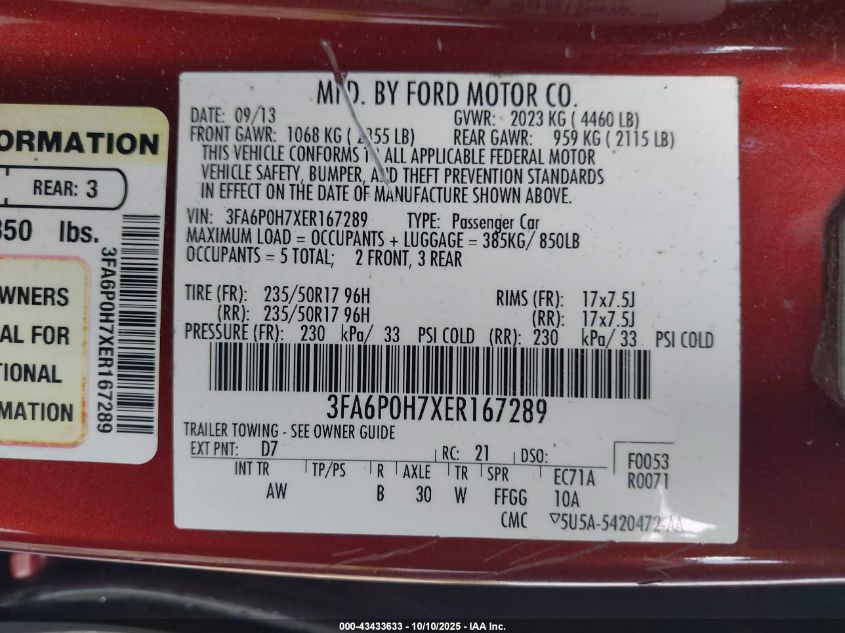 ORMATION
REAR: 3
850 lbs.
WNERS
AL FOR
TIONAL
RMATION
3FA6P0H7XER167289
MFD. BY FORD MOTOR CO.
DATE: 09/13 GVWR: 2023 KG ( 4460 LB)
FRONT GAWR: 1068 KG ( 2355 LB) REAR GAWR: 959 KG ( 2115 LB)
THIS VEHICLE CONFORMS TO ALL APPLICABLE FEDERAL MOTOR
VEHICLE SAFETY, BUMPER, AND THEFT PREVENTION STANDARDS
IN EFFECT ON THE DATE OF MANUFACTURE SHOWN ABOVE.
VIN: 3FA6P0H7XER167289 TYPE: Passenger Car
MAXIMUM LOAD = OCCUPANTS + LUGGAGE = 385KG/ 850LB
OCCUPANTS = 5 TOTAL; 2 FRONT, 3 REAR
TIRE (FR): 235/50R17 96H RIMS (FR): 17x7.5J
(RR): 235/50R17 96H (RR): 17x7.5J
PRESSURE (FR): 230 kPa/ 33 PSI COLD (RR): 230 kPa/ 33 PSI COLD
3FA6P0H7XER167289
TRAILER TOWING - SEE OWNER GUIDE
EXT PNT: D7 RC: 21 DSO: F0053
R0071
INT TR TP/PS R AXLE TR SPR EC71A
AW B 30 W FFGG 10A
CMC ▽5U5A-5420472-AA
000-43433633 - 10/10/2025 - IAA Inc.